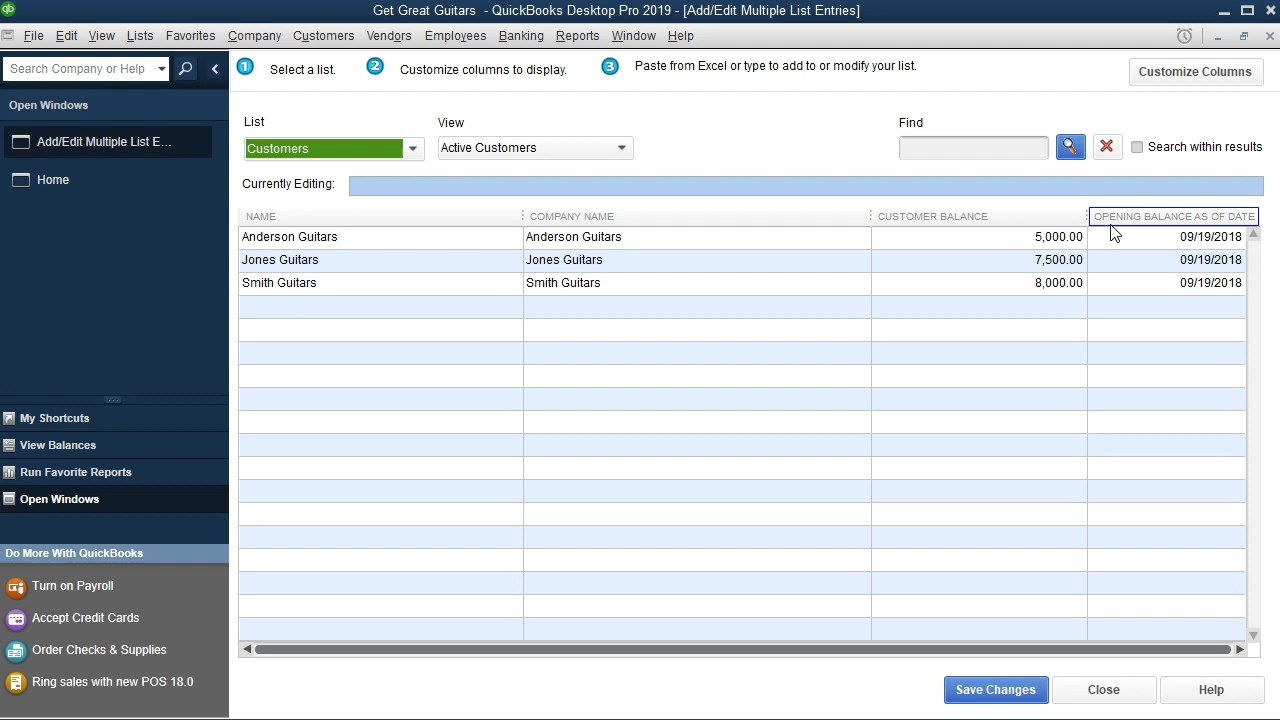 qb Get Great Guitars - QuickBooks Desktop Pro 2019 - [Add/Edit Multiple List Entries]
File Edit View Lists Favorites Company Customers Vendors Employees Banking Reports Window Help
Search Company or Help
1 Select a list. 2 Customize columns to display. 3 Paste from Excel or type to add to or modify your list.
Customize Columns
Open Windows
Add/Edit Multiple List E...
Home
My Shortcuts
View Balances
Run Favorite Reports
Open Windows
Do More With QuickBooks
Turn on Payroll
Accept Credit Cards
Order Checks & Supplies
Ring sales with new POS 18.0
List View Find
Customers Active Customers Search within results
Currently Editing:
NAME COMPANY NAME CUSTOMER BALANCE OPENING BALANCE AS OF DATE
Anderson Guitars Anderson Guitars 5,000.00 09/19/2018
Jones Guitars Jones Guitars 7,500.00 09/19/2018
Smith Guitars Smith Guitars 8,000.00 09/19/2018
Save Changes Close Help